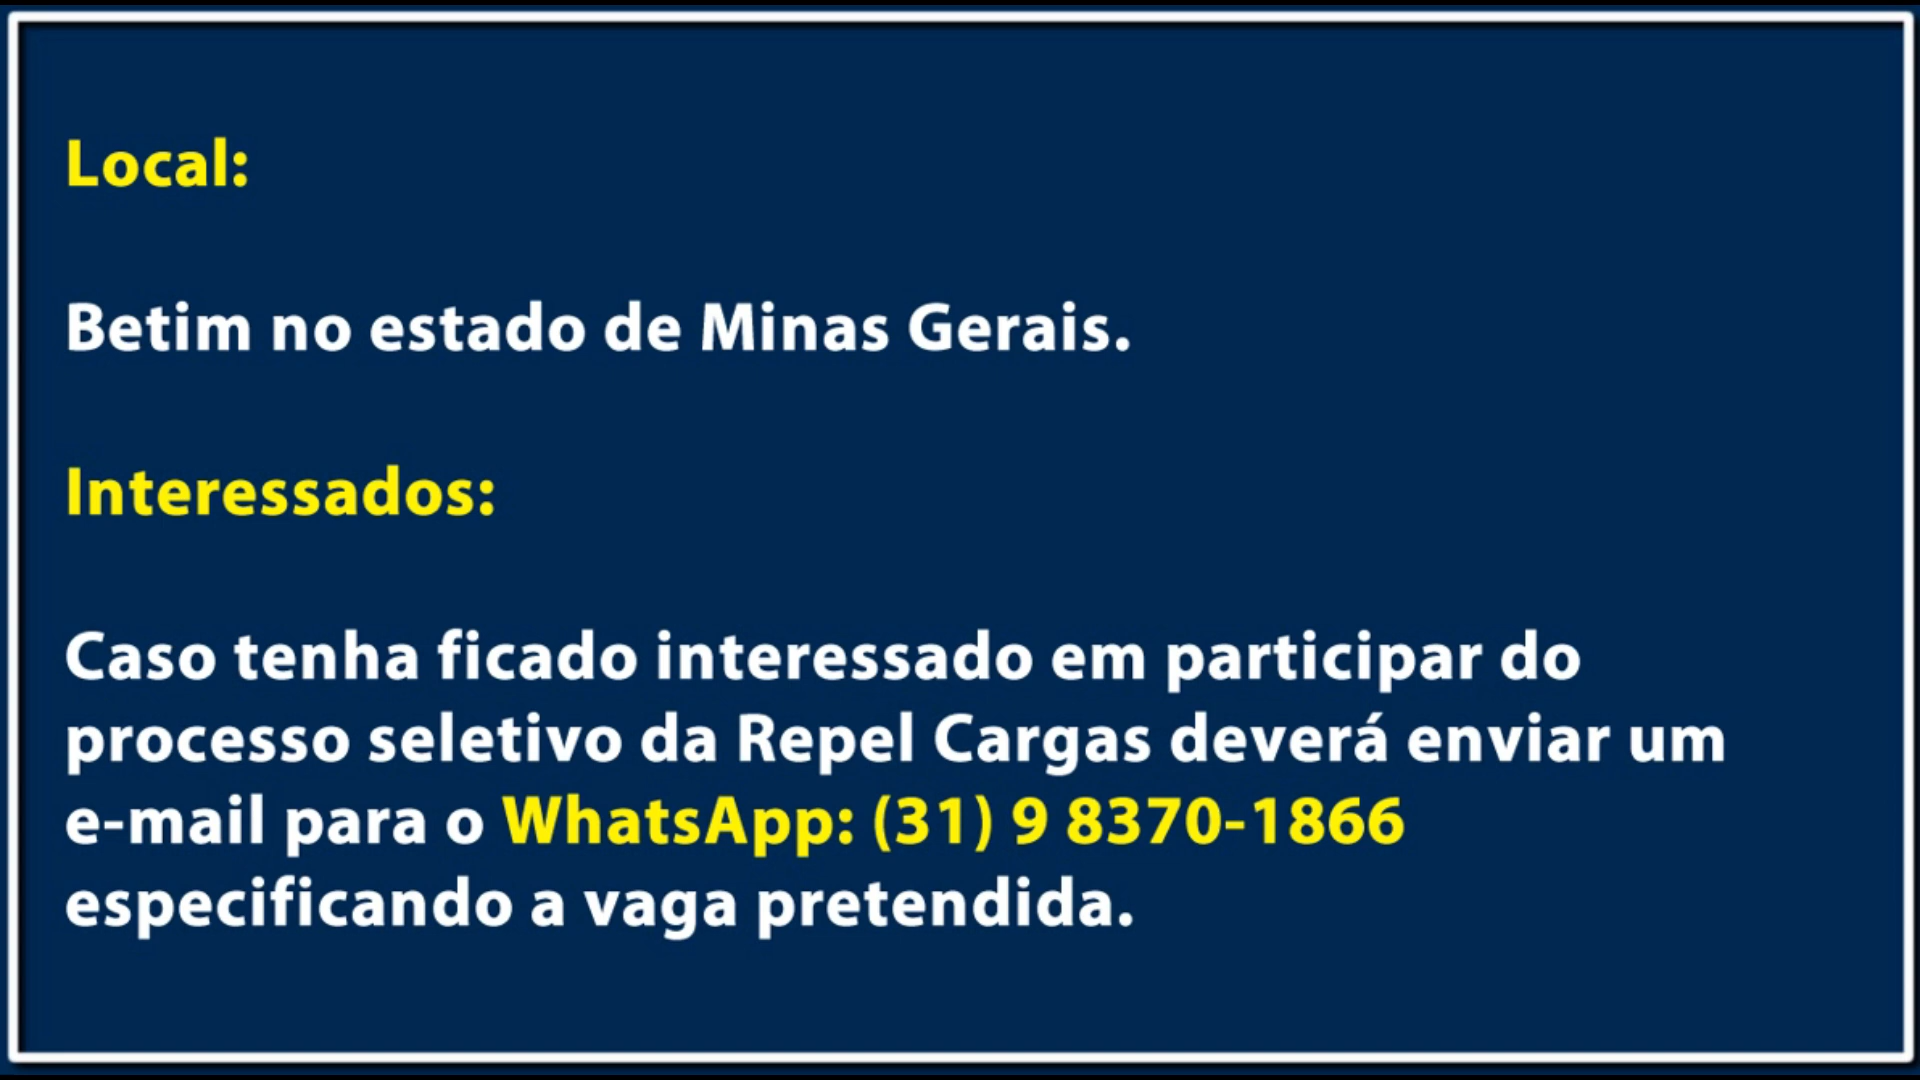 Local:
Betim no estado de Minas Gerais.
Interessados:
Caso tenha ficado interessado em participar do
processo seletivo da Repel Cargas deverá enviar um
e-mail para o WhatsApp: (31) 9 8370-1866
especificando a vaga pretendida.